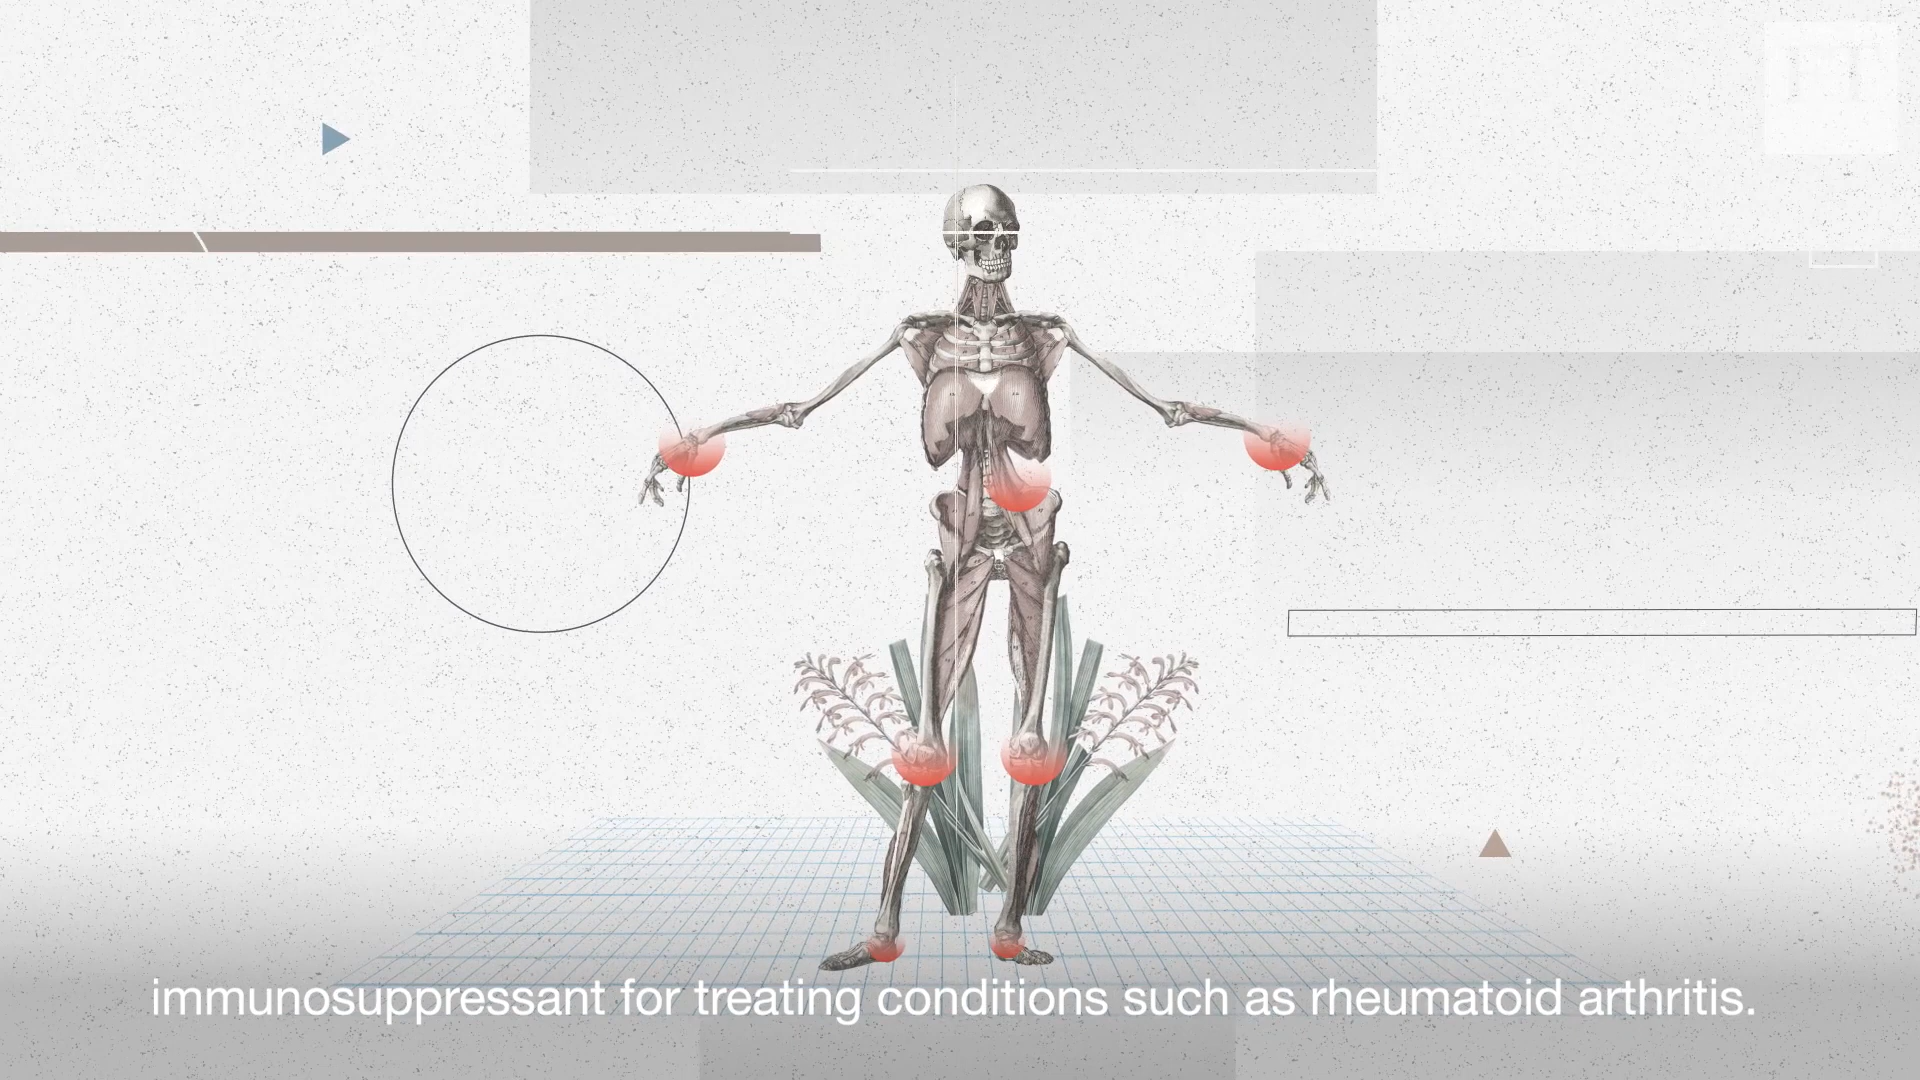 immunosuppressant for treating conditions such as rheumatoid arthritis.